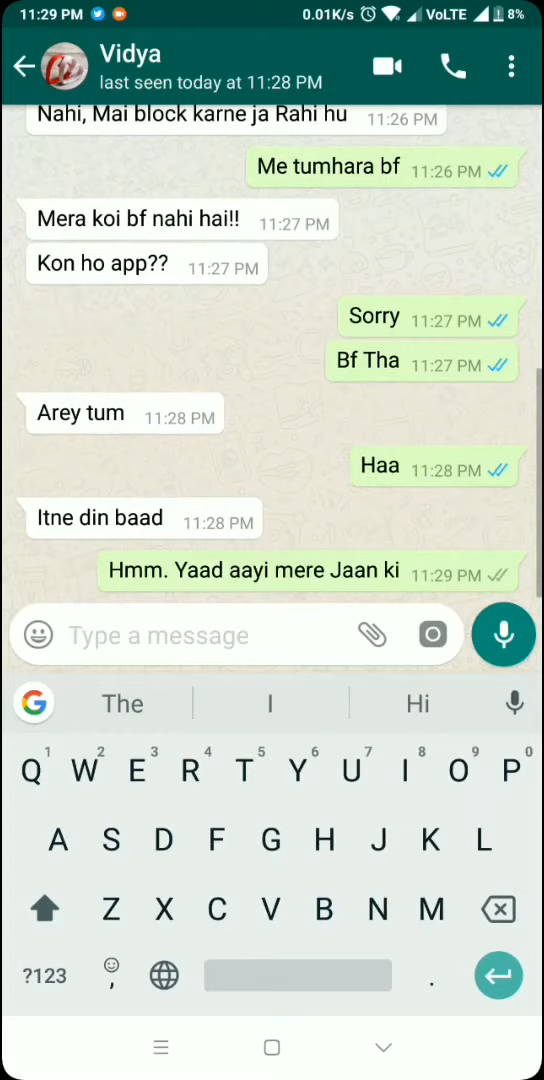 11:29 PM 0.01K/s VoLTE 8%
Vidya
last seen today at 11:28 PM
Nahi, Mai block karne ja Rahi hu 11:26 PM
Me tumhara bf 11:26 PM
Mera koi bf nahi hai!! 11:27 PM
Kon ho app?? 11:27 PM
Sorry 11:27 PM
Bf Tha 11:27 PM
Arey tum 11:28 PM
Haa 11:28 PM
Itne din baad 11:28 PM
Hmm. Yaad aayi mere Jaan ki 11:29 PM
Type a message
G The I Hi
1 2 3 4 5 6 7 8 9 0
Q W E R T Y U I O P
A S D F G H J K L
Z X C V B N M
?123 , .